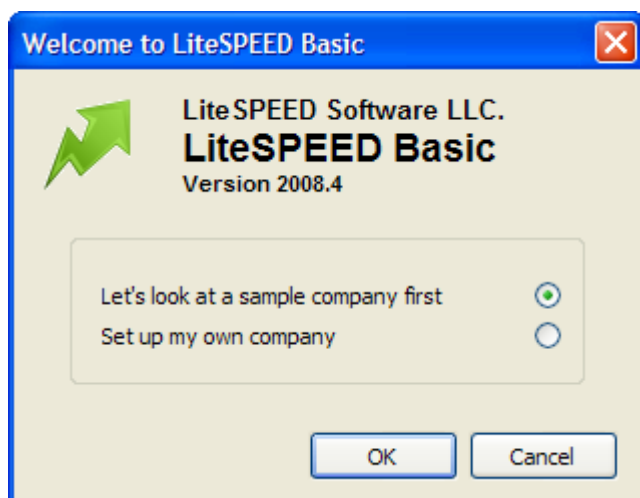 Welcome to LiteSPEED Basic
LiteSPEED Software LLC.
LiteSPEED Basic
Version 2008.4
Let's look at a sample company first
Set up my own company
OK Cancel